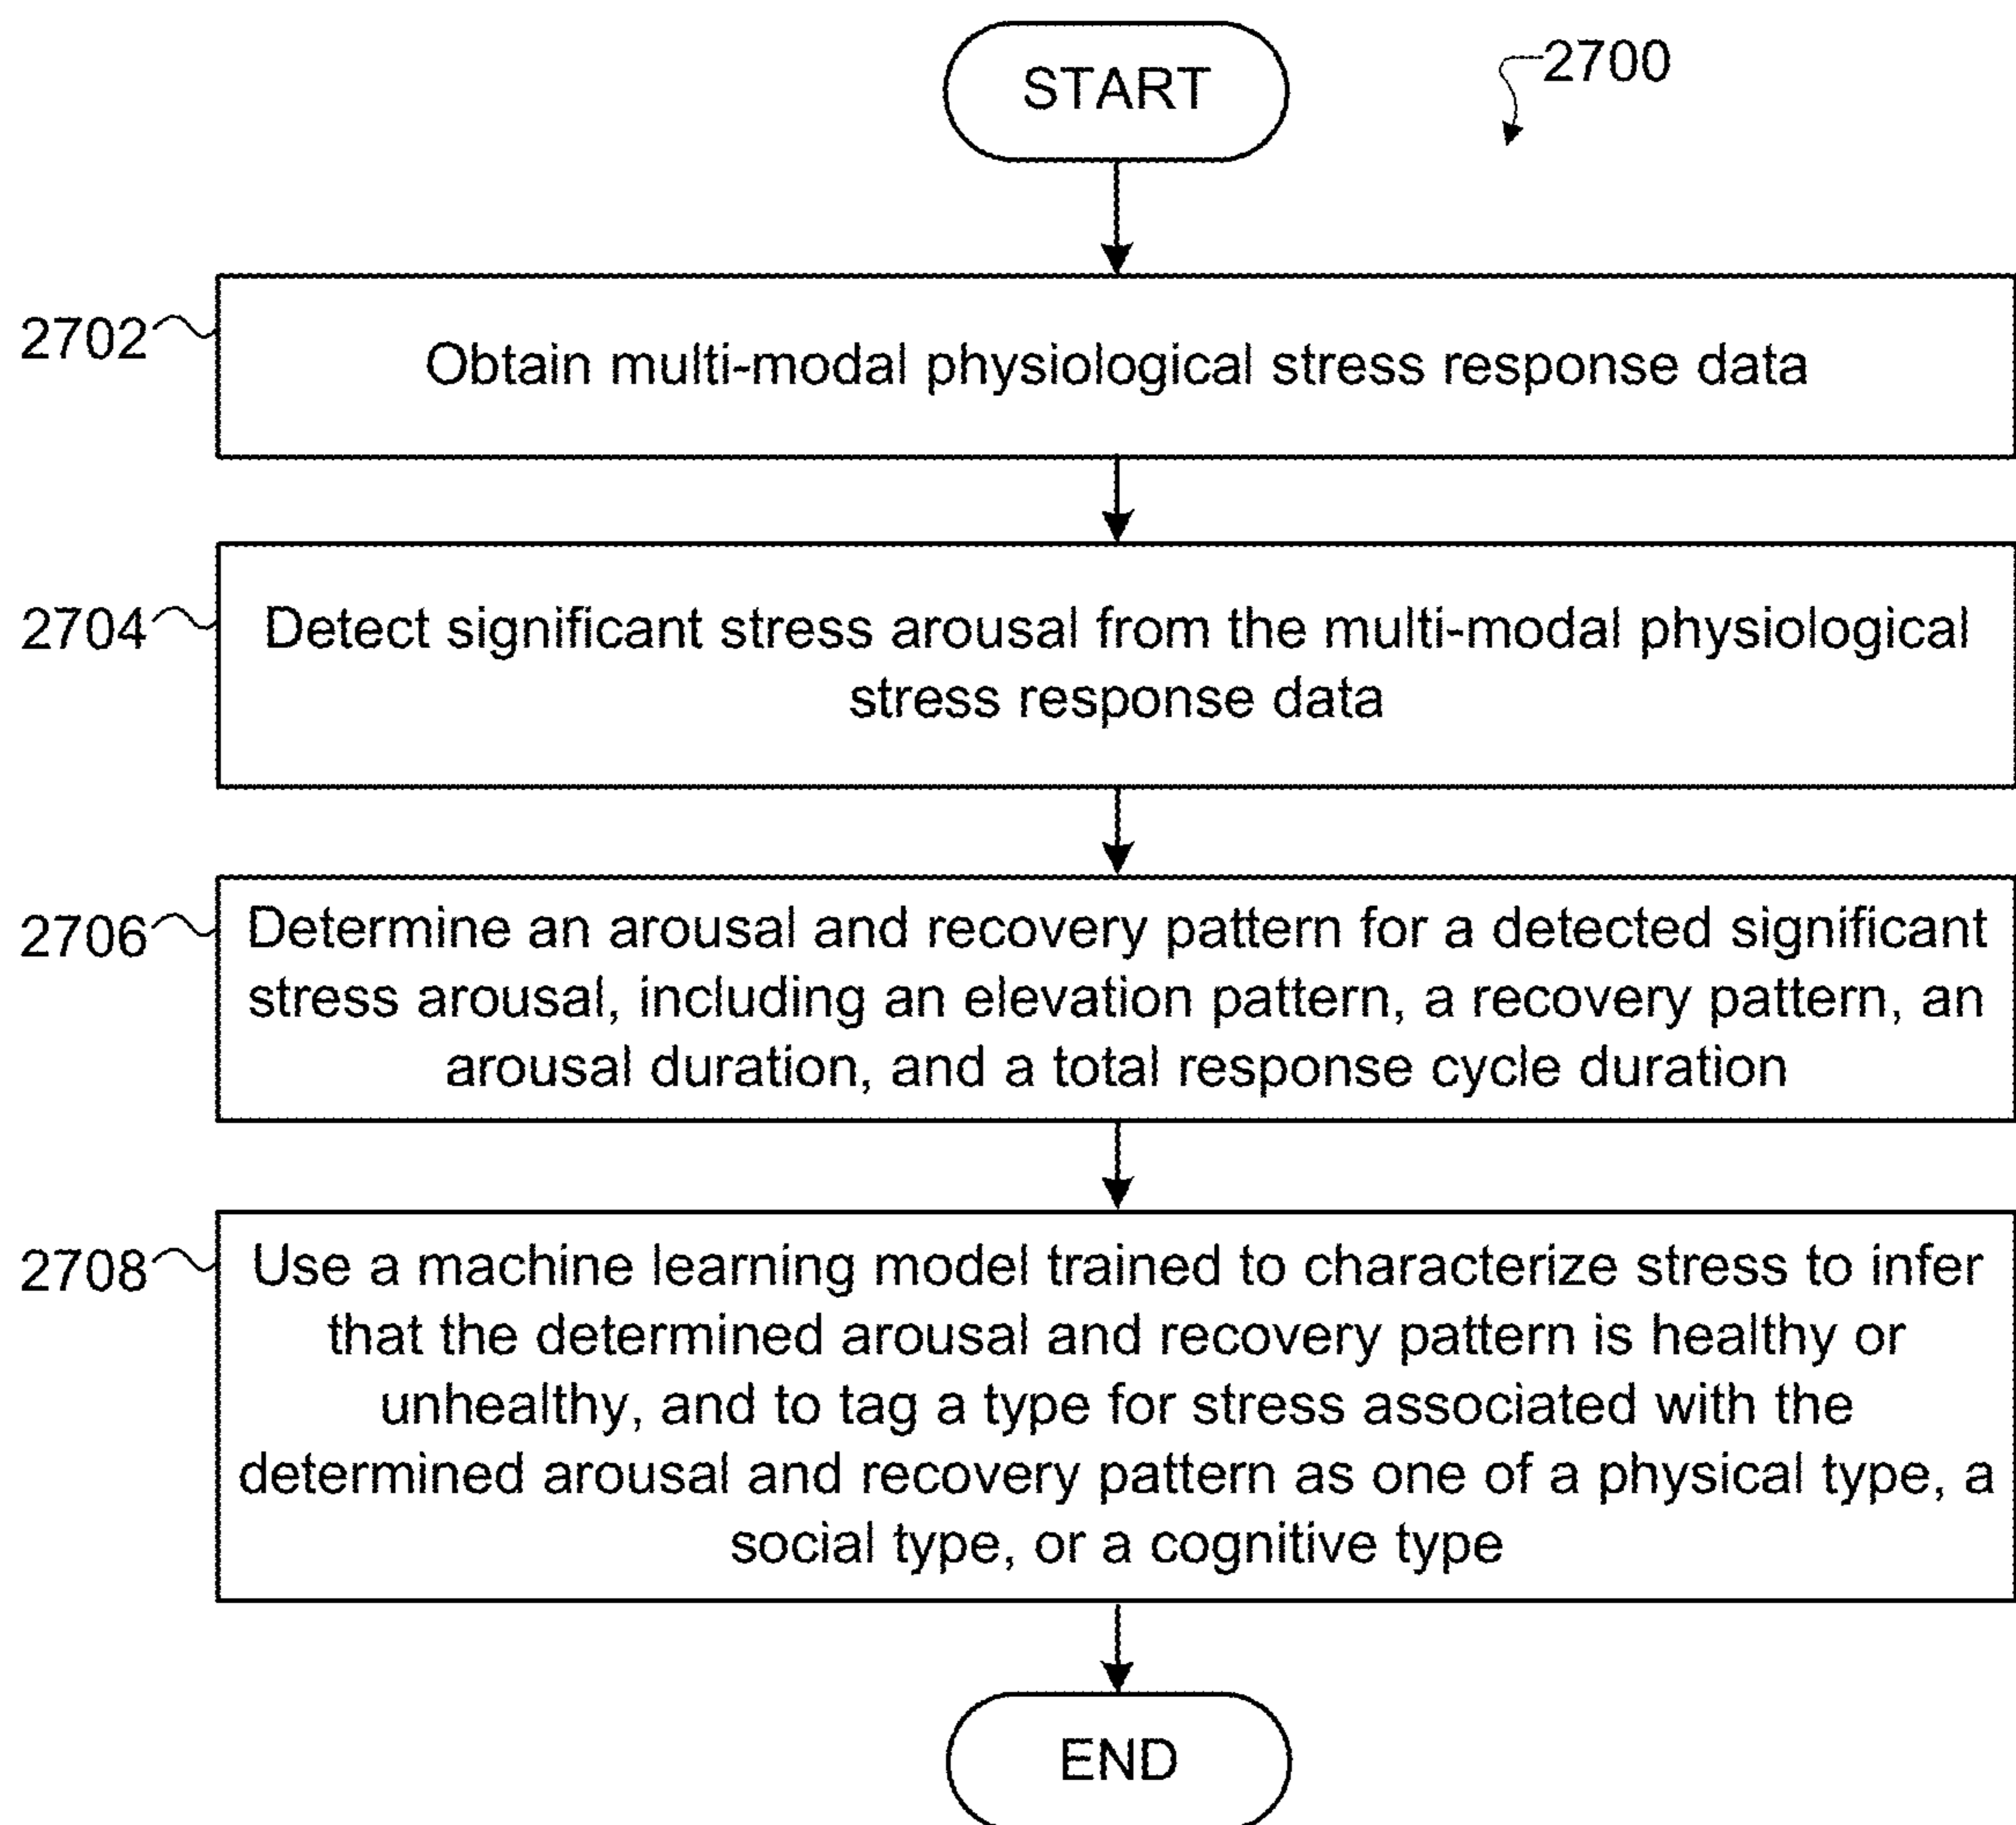 START
2700
2702
Obtain multi-modal physiological stress response data
2704
Detect significant stress arousal from the multi-modal physiological
stress response data
2706
Determine an arousal and recovery pattern for a detected significant
stress arousal, including an elevation pattern, a recovery pattern, an
arousal duration, and a total response cycle duration
2708
Use a machine learning model trained to characterize stress to infer
that the determined arousal and recovery pattern is healthy or
unhealthy, and to tag a type for stress associated with the
determined arousal and recovery pattern as one of a physical type, a
social type, or a cognitive type
END